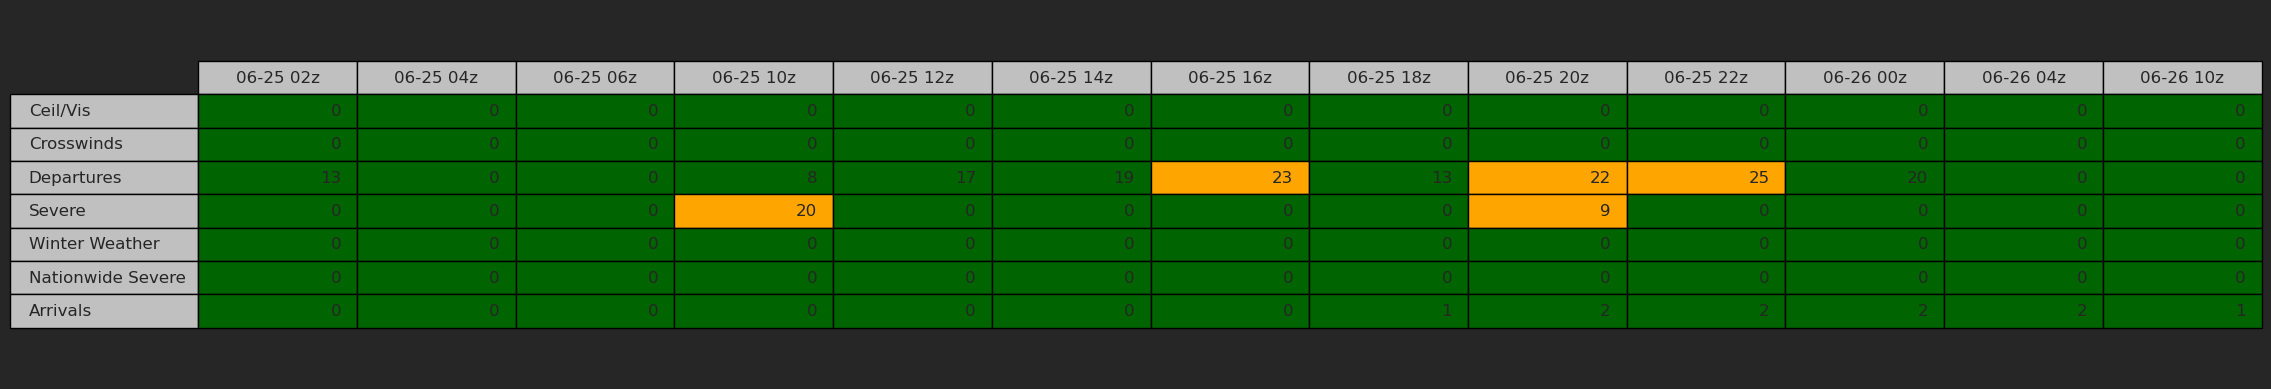 06-25 02z 06-25 04z 06-25 06z 06-25 10z 06-25 12z 06-25 14z 06-25 16z 06-25 18z 06-25 20z 06-25 22z 06-26 00z 06-26 04z 06-26 10z
Ceil/Vis 0 0 0 0 0 0 0 0 0 0 0 0 0
Crosswinds 0 0 0 0 0 0 0 0 0 0 0 0 0
Departures 13 0 0 8 17 19 23 13 22 25 20 0 0
Severe 0 0 0 20 0 0 0 0 9 0 0 0 0
Winter Weather 0 0 0 0 0 0 0 0 0 0 0 0 0
Nationwide Severe 0 0 0 0 0 0 0 0 0 0 0 0 0
Arrivals 0 0 0 0 0 0 0 1 2 2 2 2 1